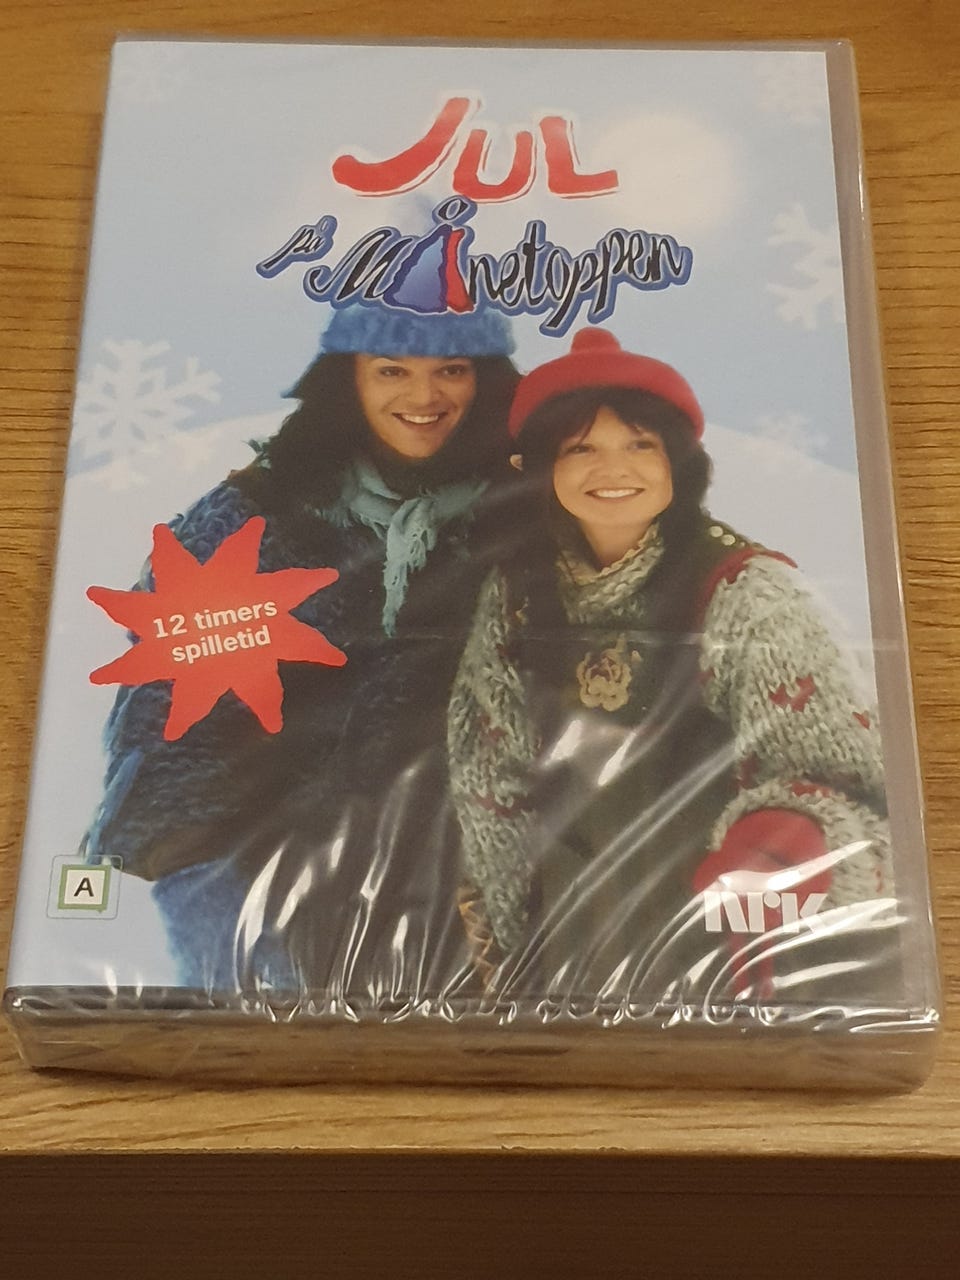 JUL
på Månetoppen
12 timers
spilletid
A
NRK